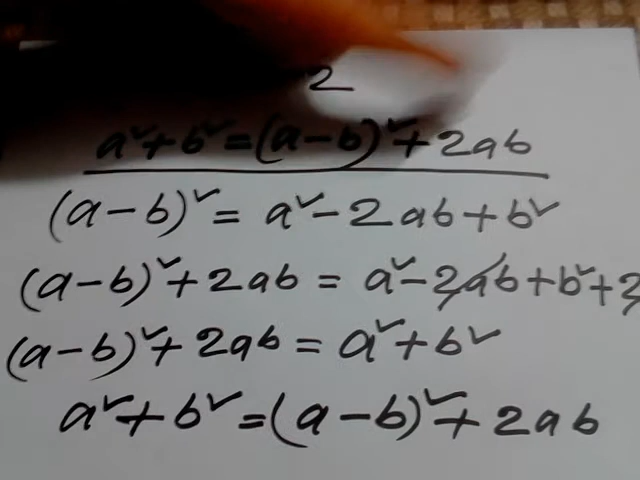 2
a²+b²=(a-b)²+2ab
(a-b)²= a²-2ab+b²
(a-b)²+2ab = a²-2ab+b²+2
(a-b)²+2ab = a²+b²
a²+b²=(a-b)²+2ab